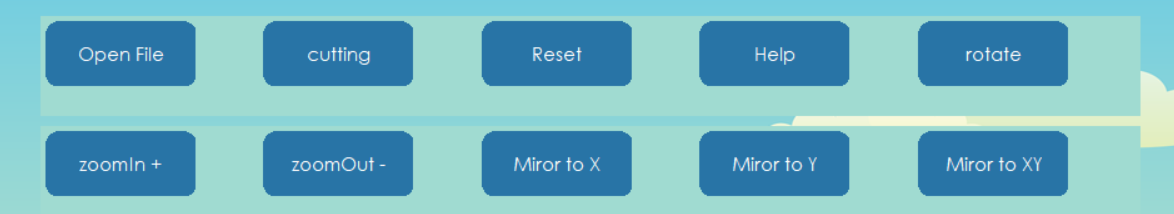 Open File
cutting
Reset
Help
rotate
zoomIn +
zoomOut -
Miror to X
Miror to Y
Miror to XY